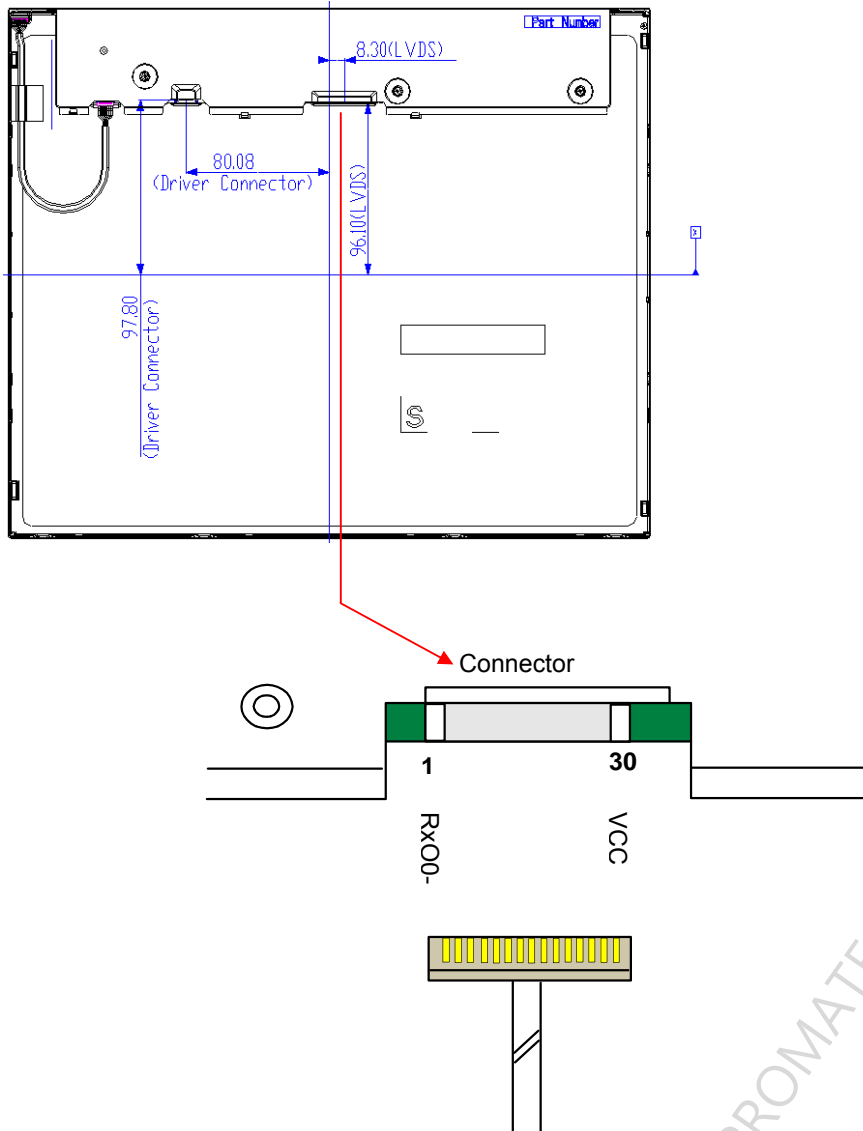 Part Number
8.30(LVDS)
80.08
(Driver Connector)
96.10(LVDS)
97.80
(Driver Connector)
S
Connector
1
30
RxO0-
VCC
PROMATE